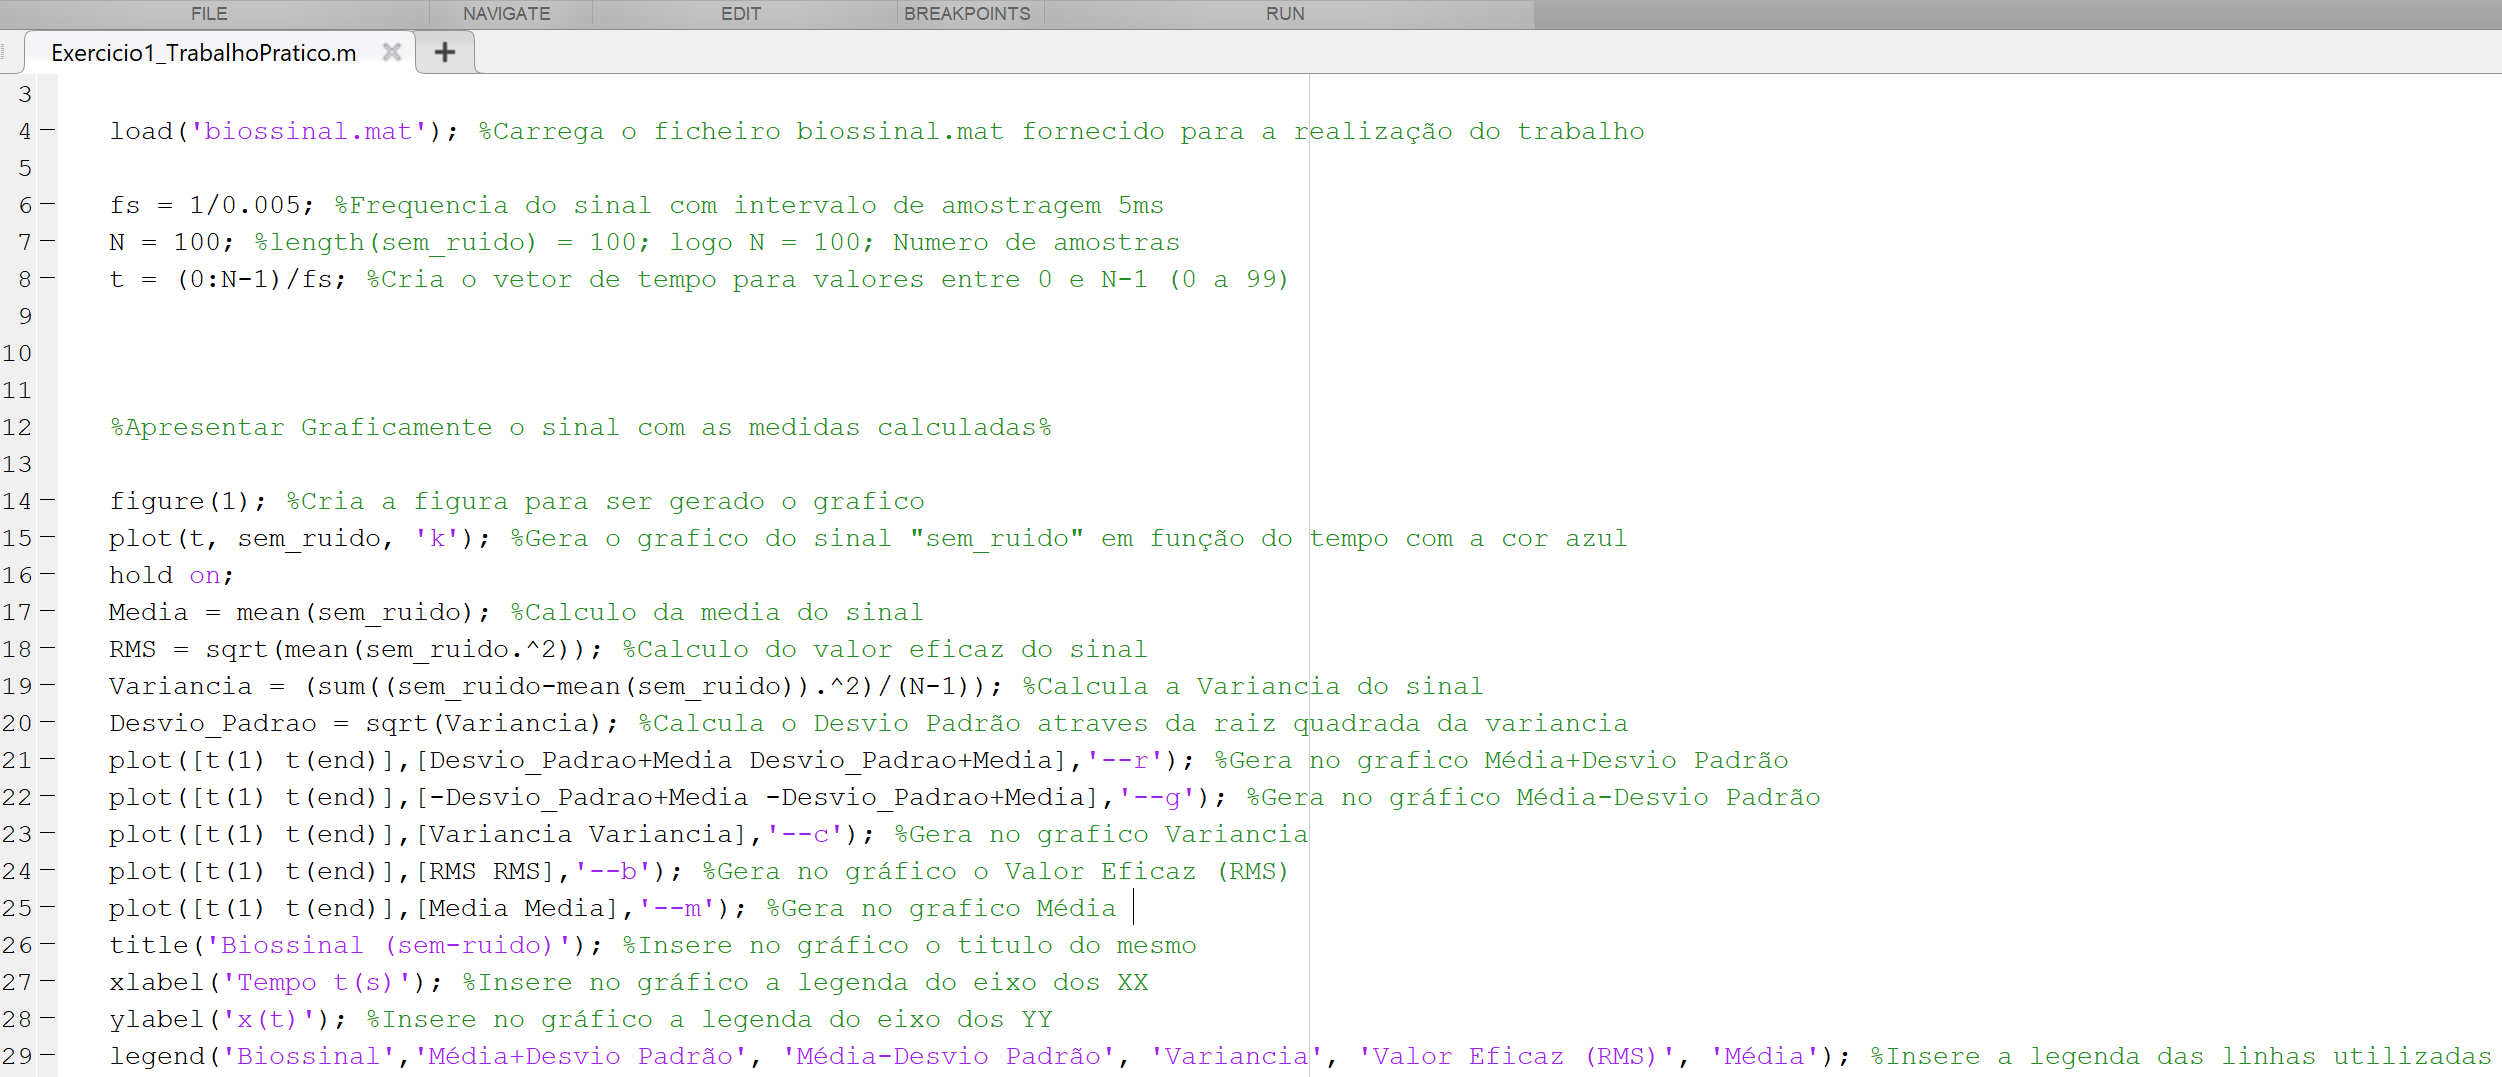 FILE NAVIGATE EDIT BREAKPOINTS RUN
Exercicio1_TrabalhoPratico.m
3
4 load('biossinal.mat'); %Carrega o ficheiro biossinal.mat fornecido para a realização do trabalho
5
6 fs = 1/0.005; %Frequencia do sinal com intervalo de amostragem 5ms
7 N = 100; %length(sem_ruido) = 100; logo N = 100; Numero de amostras
8 t = (0:N-1)/fs; %Cria o vetor de tempo para valores entre 0 e N-1 (0 a 99)
9
10
11
12 %Apresentar Graficamente o sinal com as medidas calculadas%
13
14 figure(1); %Cria a figura para ser gerado o grafico
15 plot(t, sem_ruido, 'k'); %Gera o grafico do sinal "sem_ruido" em função do tempo com a cor azul
16 hold on;
17 Media = mean(sem_ruido); %Calculo da media do sinal
18 RMS = sqrt(mean(sem_ruido.^2)); %Calculo do valor eficaz do sinal
19 Variancia = (sum((sem_ruido-mean(sem_ruido)).^2)/(N-1)); %Calcula a Variancia do sinal
20 Desvio_Padrao = sqrt(Variancia); %Calcula o Desvio Padrão atraves da raiz quadrada da variancia
21 plot([t(1) t(end)],[Desvio_Padrao+Media Desvio_Padrao+Media],'--r'); %Gera no grafico Média+Desvio Padrão
22 plot([t(1) t(end)],[-Desvio_Padrao+Media -Desvio_Padrao+Media],'--g'); %Gera no gráfico Média-Desvio Padrão
23 plot([t(1) t(end)],[Variancia Variancia],'--c'); %Gera no grafico Variancia
24 plot([t(1) t(end)],[RMS RMS],'--b'); %Gera no gráfico o Valor Eficaz (RMS)
25 plot([t(1) t(end)],[Media Media],'--m'); %Gera no grafico Média
26 title('Biossinal (sem-ruido)'); %Insere no gráfico o titulo do mesmo
27 xlabel('Tempo t(s)'); %Insere no gráfico a legenda do eixo dos XX
28 ylabel('x(t)'); %Insere no gráfico a legenda do eixo dos YY
29 legend('Biossinal','Média+Desvio Padrão', 'Média-Desvio Padrão', 'Variancia', 'Valor Eficaz (RMS)', 'Média'); %Insere a legenda das linhas utilizadas